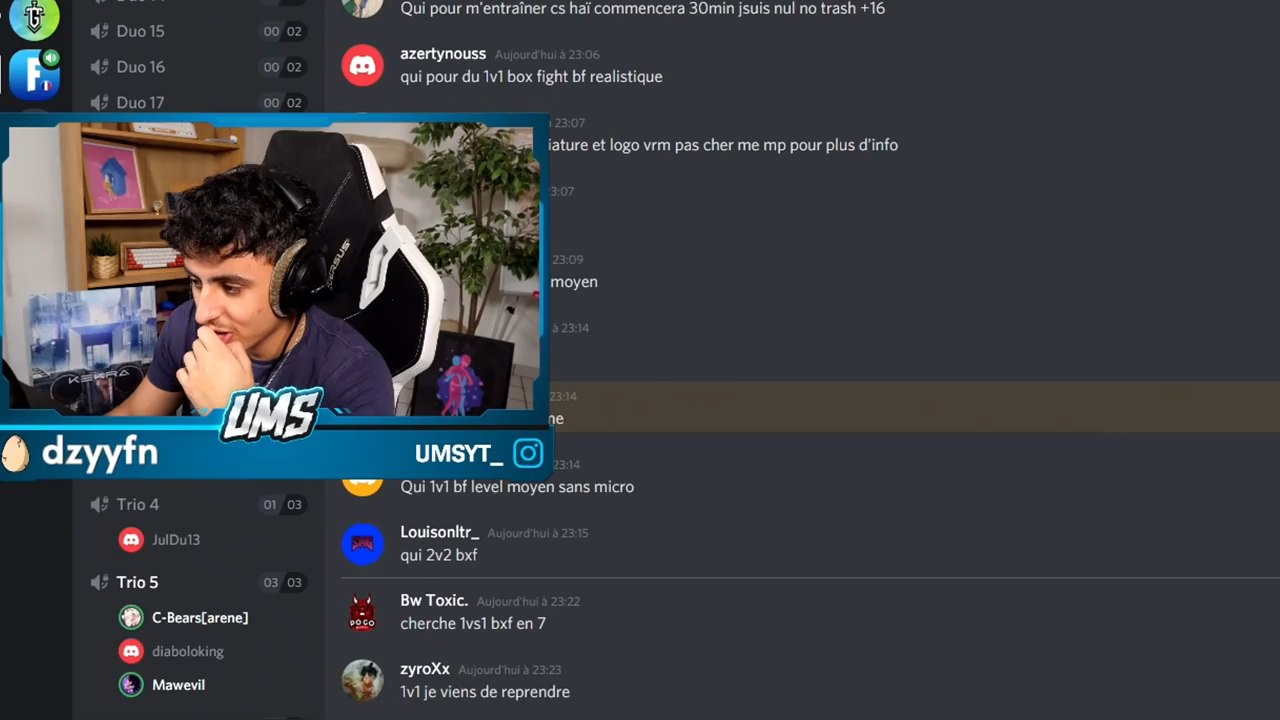 Qui pour m'entraîner cs haï commencera 30min jsuis nul no trash +16
Duo 15 00 02
Duo 16 00 02
Duo 17 00 02
azertynouss Aujourd'hui à 23:06
qui pour du 1v1 box fight bf realistique
à 23:07
iature et logo vrm pas cher me mp pour plus d'info
23:07
à 23:09
moyen
à 23:14
23:14
ne
23:14
Qui 1v1 bf level moyen sans micro
KEKRA
UMS
dzyyfn
UMSYT_
Trio 4 01 03
JulDu13
Trio 5 03 03
C-Bears[arene]
diaboloking
Mawevil
Louisonltr_ Aujourd'hui à 23:15
qui 2v2 bxf
POGO
Bw Toxic. Aujourd'hui à 23:22
cherche 1vs1 bxf en 7
zyroXx Aujourd'hui à 23:23
1v1 je viens de reprendre